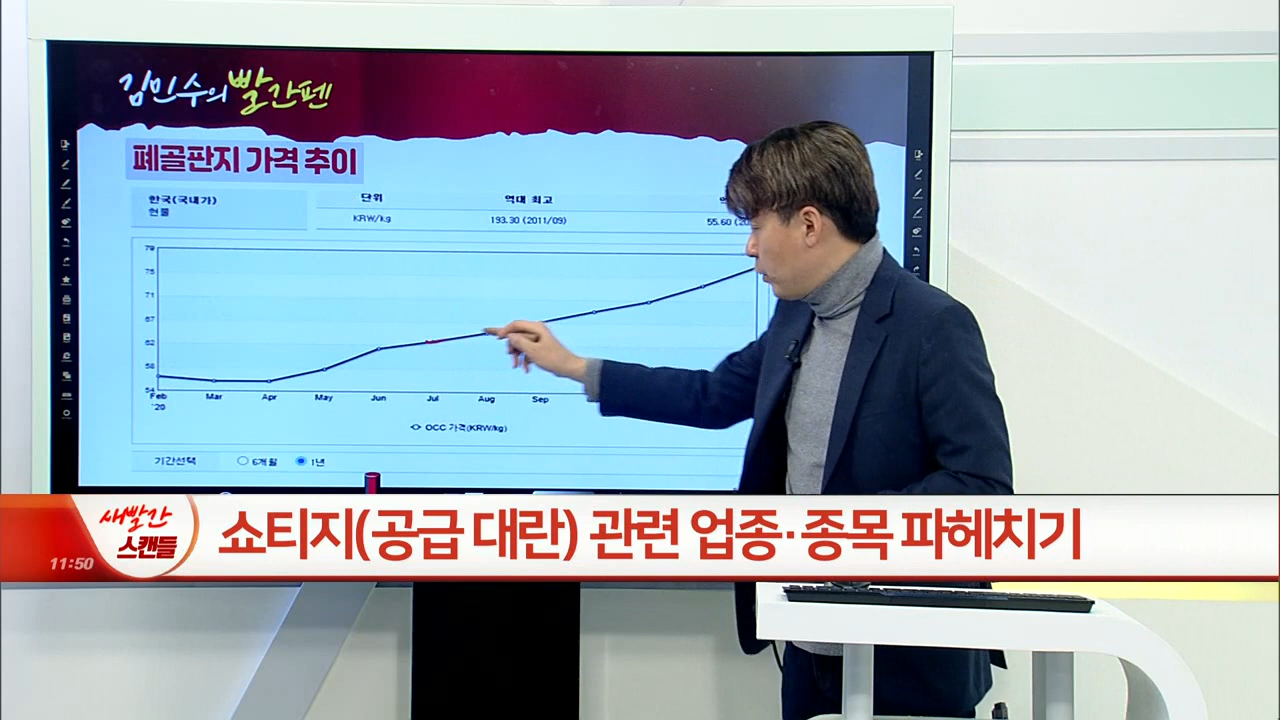 김민수의 빨간펜
폐골판지 가격 추이
한국(국내가)
현물
단위 역대 최고
KRW/kg 193.30 (2011/09) 55.60
79
75
71
67
62
58
54
Feb Mar Apr May Jun Jul Aug Sep
'20
OCC 가격(KRW/kg)
기간선택 6개월 1년
새빨간
스캔들
11:50
쇼티지(공급 대란) 관련 업종·종목 파헤치기